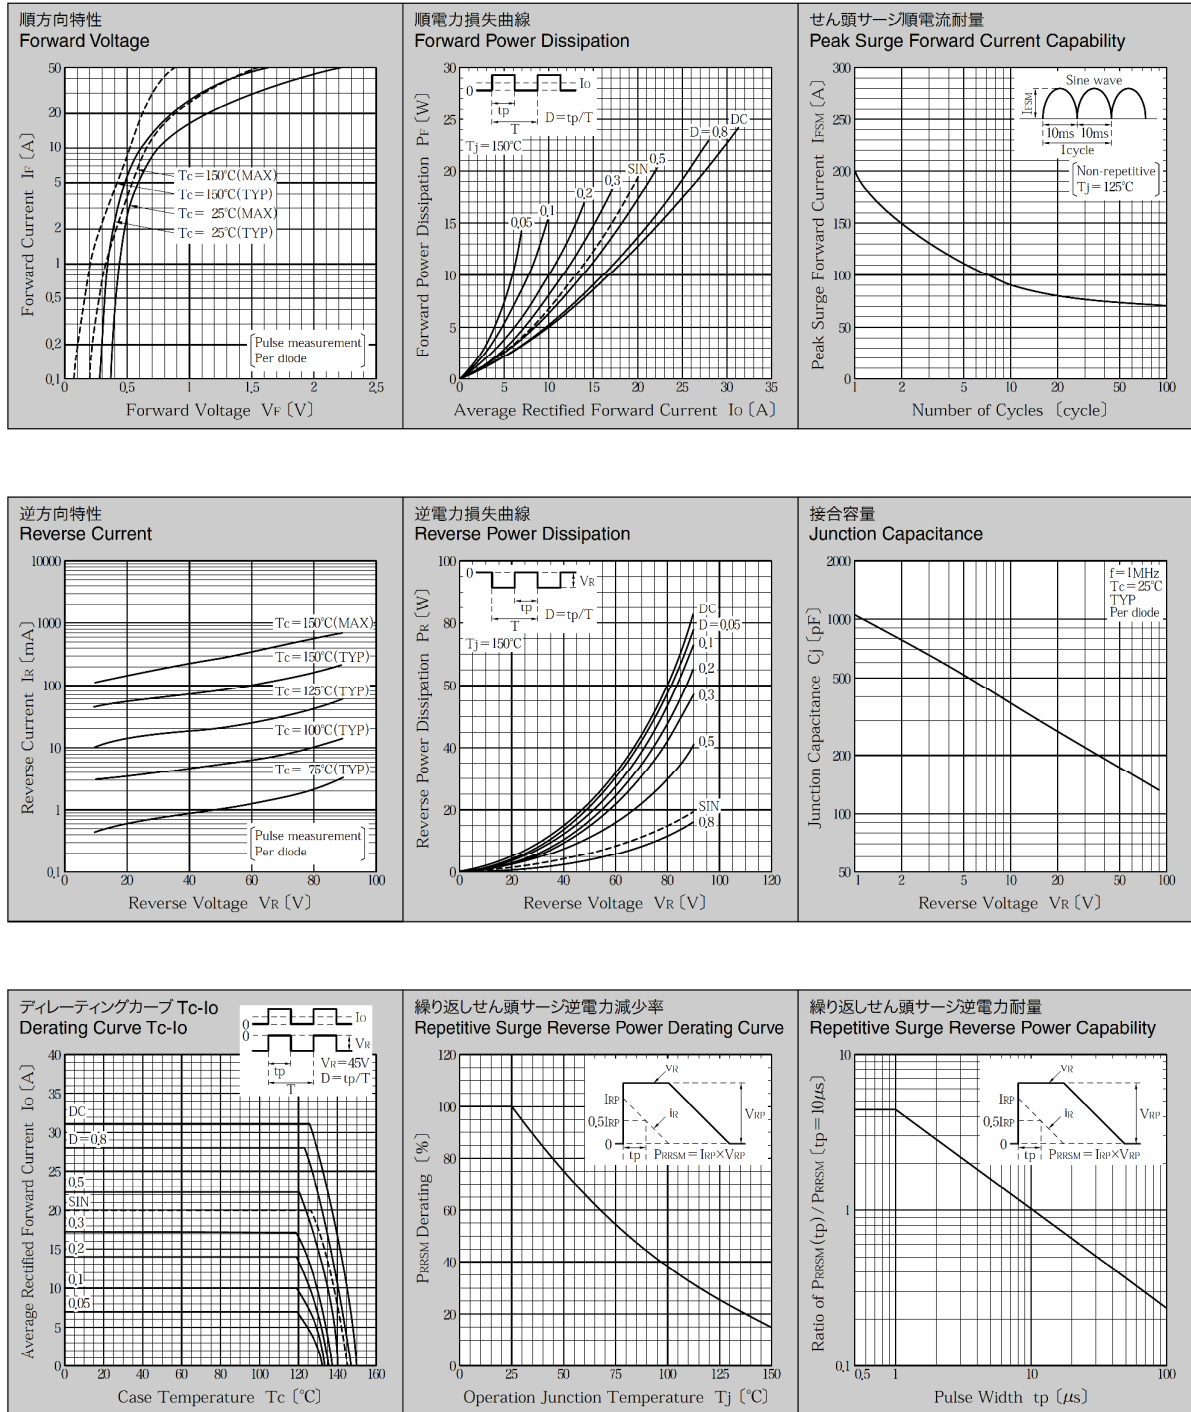 順方向特性
Forward Voltage
Forward Current IF〔A〕
50
20
10
5
2
1
0.5
0.2
0.1
Tc=150℃(MAX)
Tc=150℃(TYP)
Tc= 25℃(MAX)
Tc= 25℃(TYP)
Pulse measurement
Per diode
0 0.5 1 1.5 2 2.5
Forward Voltage VF〔V〕
順電力損失曲線
Forward Power Dissipation
Forward Power Dissipation PF〔W〕
30
25
20
15
10
5
0
0
Io
tp
T
D=tp/T
Tj=150℃
DC
D=0.8
0.5
SIN
0.3
0.2
0.1
0.05
0 5 10 15 20 25 30 35
Average Rectified Forward Current Io〔A〕
せん頭サージ順電流耐量
Peak Surge Forward Current Capability
Peak Surge Forward Current IFSM〔A〕
300
250
200
150
100
50
0
Sine wave
IFSM
10ms 10ms
1cycle
Non-repetitive
Tj=125℃
1 2 5 10 20 50 100
Number of Cycles〔cycle〕
逆方向特性
Reverse Current
Reverse Current IR〔mA〕
10000
1000
100
10
1
0.1
Tc=150℃(MAX)
Tc=150℃(TYP)
Tc=125℃(TYP)
Tc=100℃(TYP)
Tc= 75℃(TYP)
Pulse measurement
Per diode
0 20 40 60 80 100
Reverse Voltage VR〔V〕
逆電力損失曲線
Reverse Power Dissipation
Reverse Power Dissipation PR〔W〕
100
80
60
40
20
0
0
VR
tp
T
D=tp/T
Tj=150℃
DC
D=0.05
0.1
0.2
0.3
0.5
SIN
0.8
0 20 40 60 80 100 120
Reverse Voltage VR〔V〕
接合容量
Junction Capacitance
Junction Capacitance Cj〔pF〕
2000
1000
500
200
100
50
f=1MHz
Tc=25℃
TYP
Per diode
1 2 5 10 20 50 100
Reverse Voltage VR〔V〕
ディレーティングカーブ Tc-Io
Derating Curve Tc-Io
0
Io
0
VR
tp
T
VR=45V
D=tp/T
Average Rectified Forward Current Io〔A〕
40
35
30
25
20
15
10
5
0
DC
D=0.8
0.5
SIN
0.3
0.2
0.1
0.05
0 20 40 60 80 100 120 140 160
Case Temperature Tc〔℃〕
繰り返しせん頭サージ逆電力減少率
Repetitive Surge Reverse Power Derating Curve
PRRSM Derating〔%〕
120
100
80
60
40
20
0
VR
IRP
0.5IRP
iR
VRP
0
tp
PRRSM=IRP×VRP
0 25 50 75 100 125 150
Operation Junction Temperature Tj〔℃〕
繰り返しせん頭サージ逆電力耐量
Repetitive Surge Reverse Power Capability
Ratio of PRRSM(tp) / PRRSM〔tp=10μs〕
10
1
0.1
VR
IRP
0.5IRP
iR
VRP
0
tp
PRRSM=IRP×VRP
0.5 1 10 100
Pulse Width tp〔μs〕